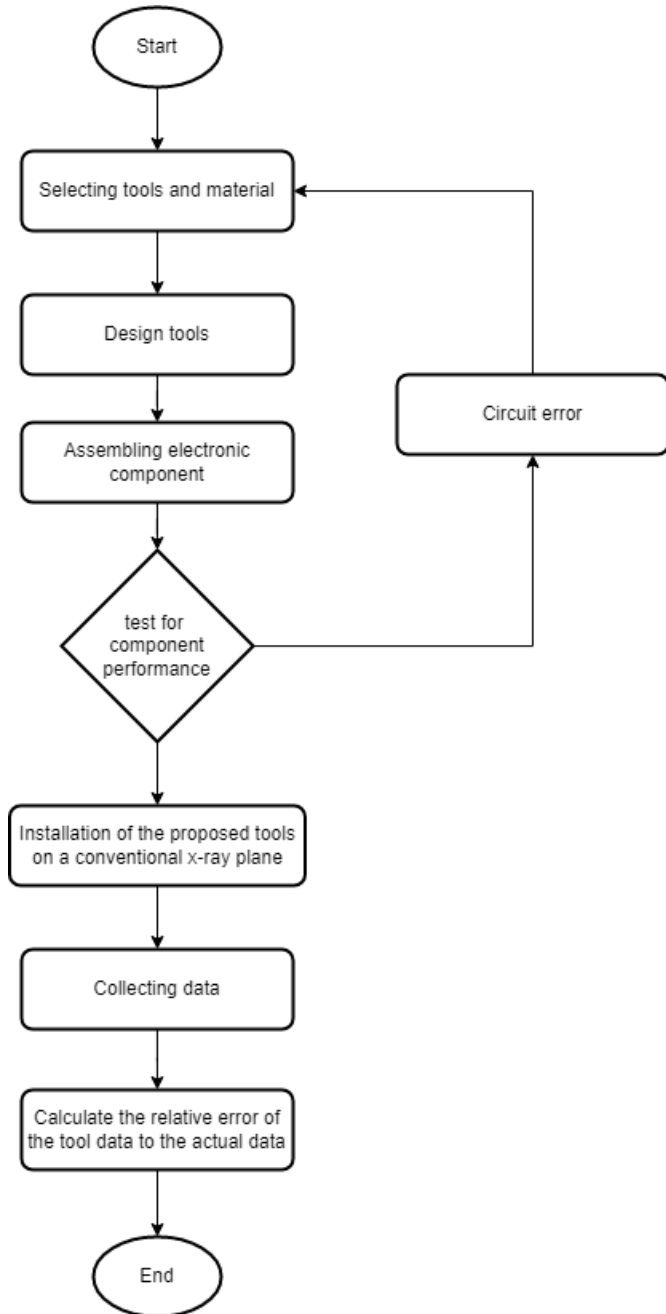 Start
Selecting tools and material
Design tools
Circuit error
Assembling electronic
component
test for
component
performance
Installation of the proposed tools
on a conventional x-ray plane
Collecting data
Calculate the relative error of
the tool data to the actual data
End